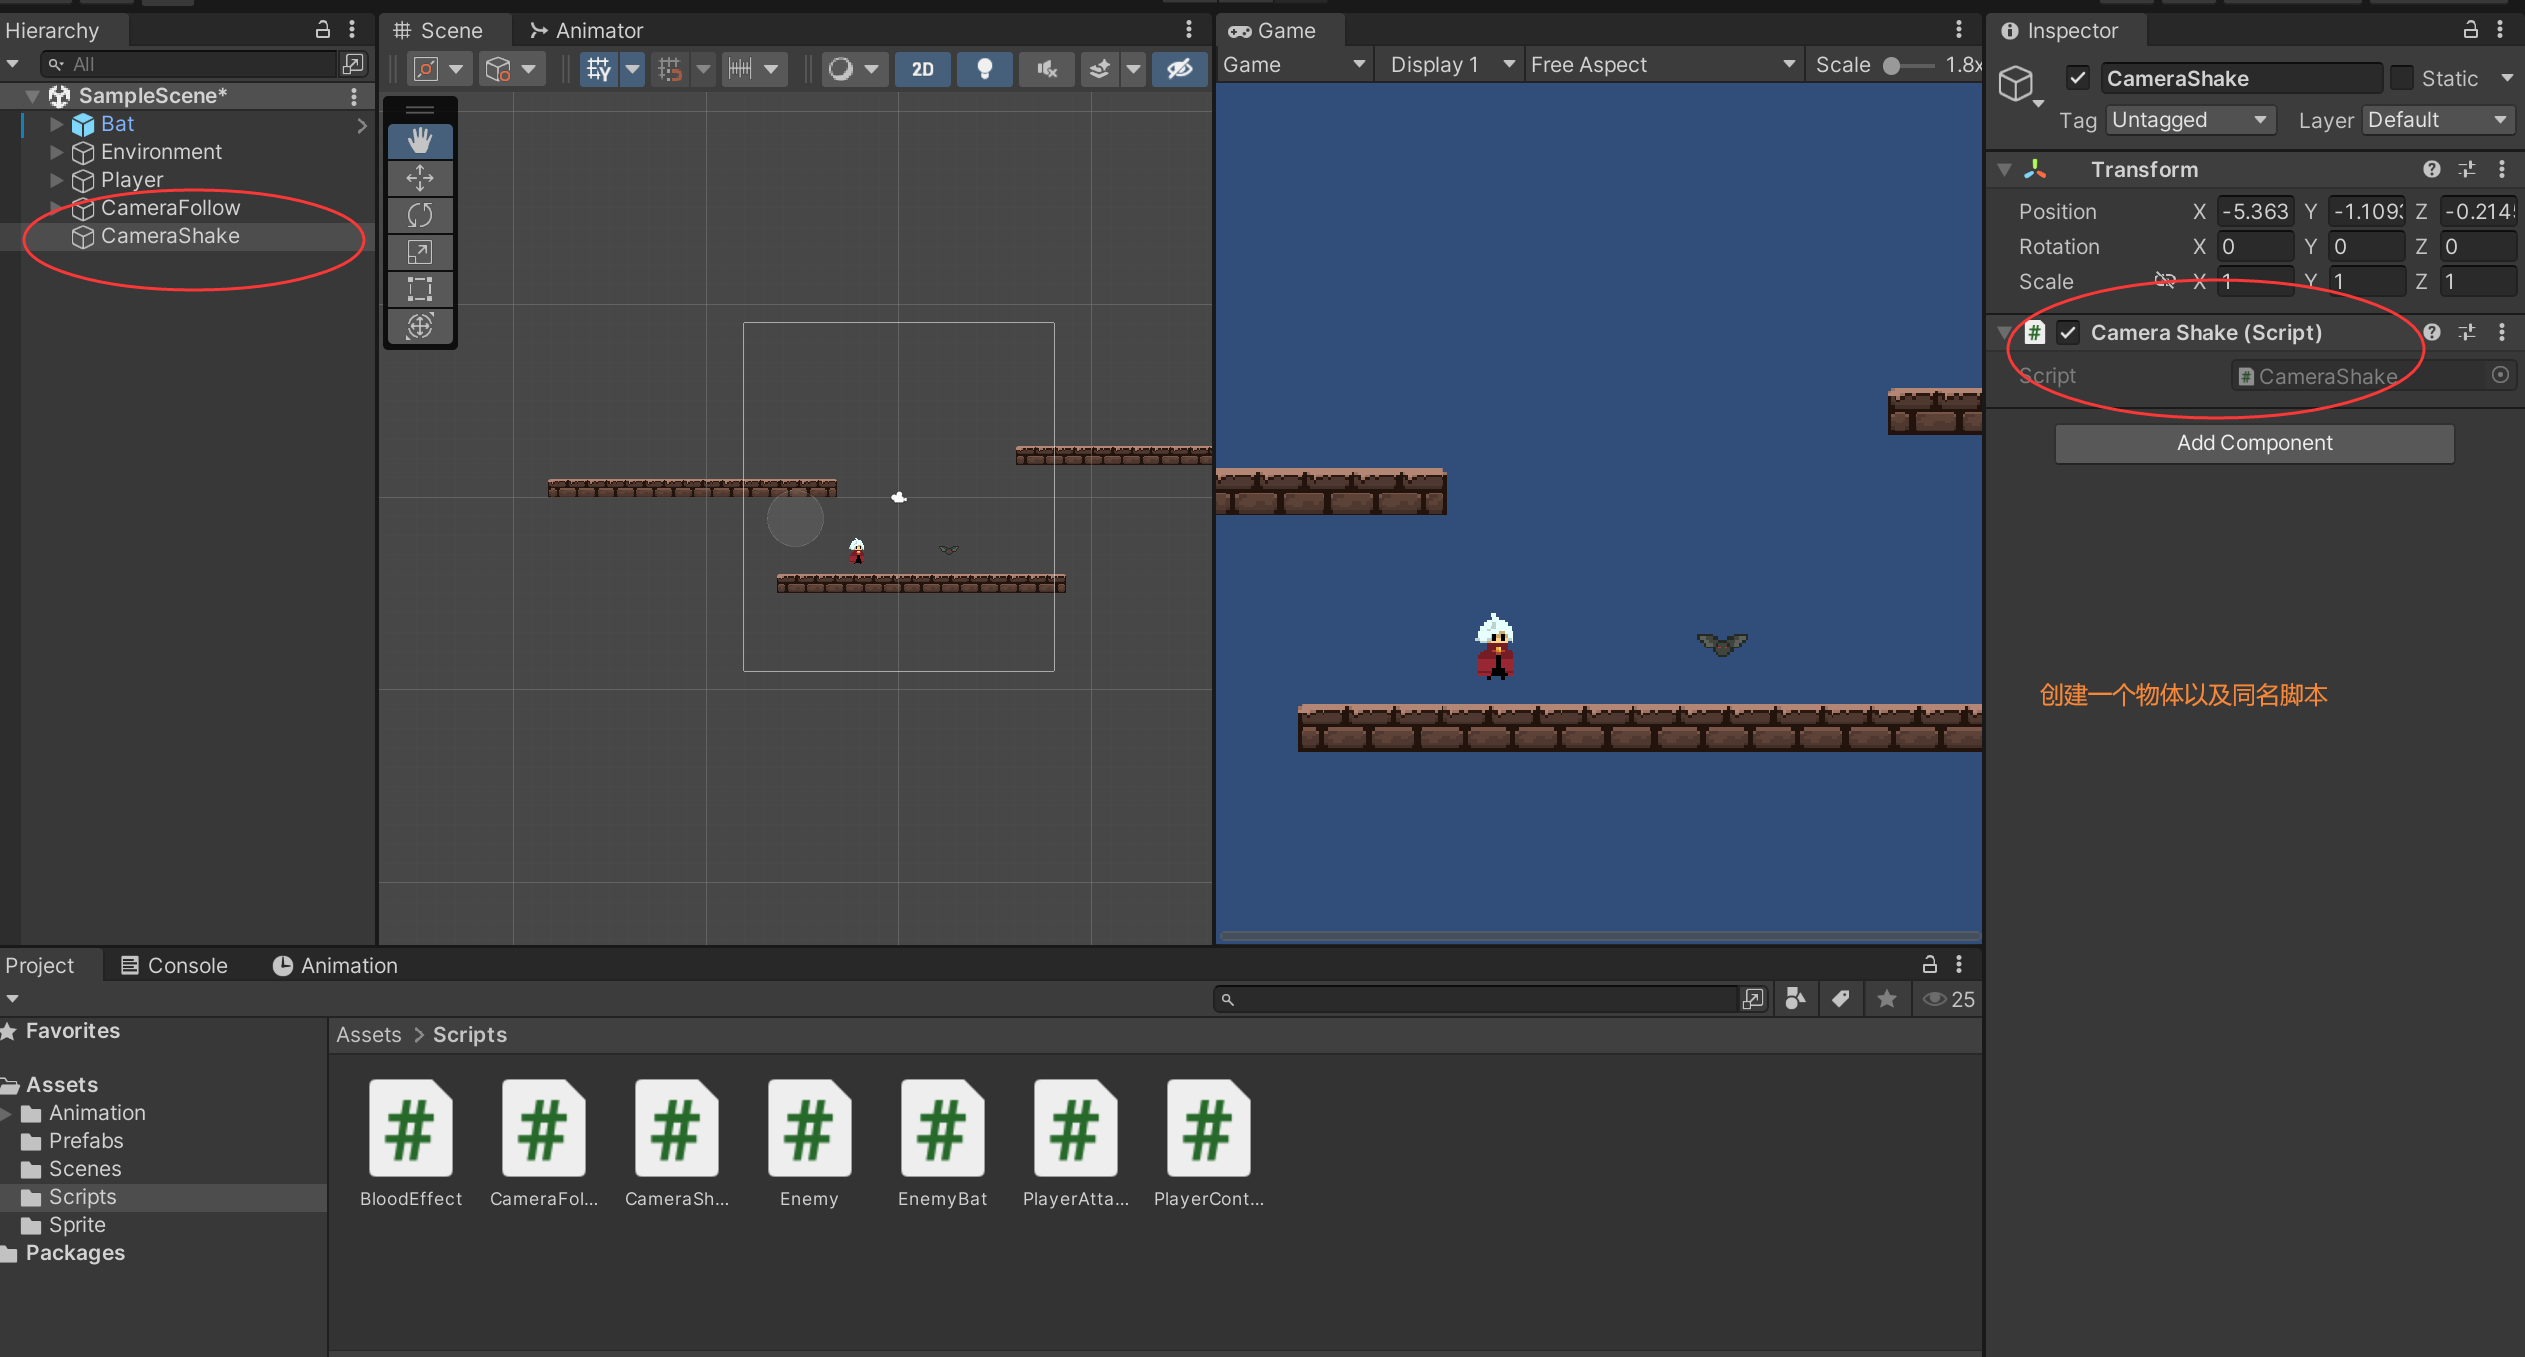 Hierarchy
All
SampleScene*
Bat
Environment
Player
CameraFollow
CameraShake
Scene
Animator
2D
Game
Game
Display 1
Free Aspect
Scale
1.8x
Inspector
CameraShake
Static
Tag
Untagged
Layer
Default
Transform
Position X -5.363 Y -1.109 Z -0.214
Rotation X 0 Y 0 Z 0
Scale X 1 Y 1 Z 1
Camera Shake (Script)
Script
CameraShake
Add Component
创建一个物体以及同名脚本
Project
Console
Animation
25
Favorites
Assets
Animation
Prefabs
Scenes
Scripts
Sprite
Packages
Assets > Scripts
BloodEffect
CameraFol...
CameraSh...
Enemy
EnemyBat
PlayerAtta...
PlayerCont...